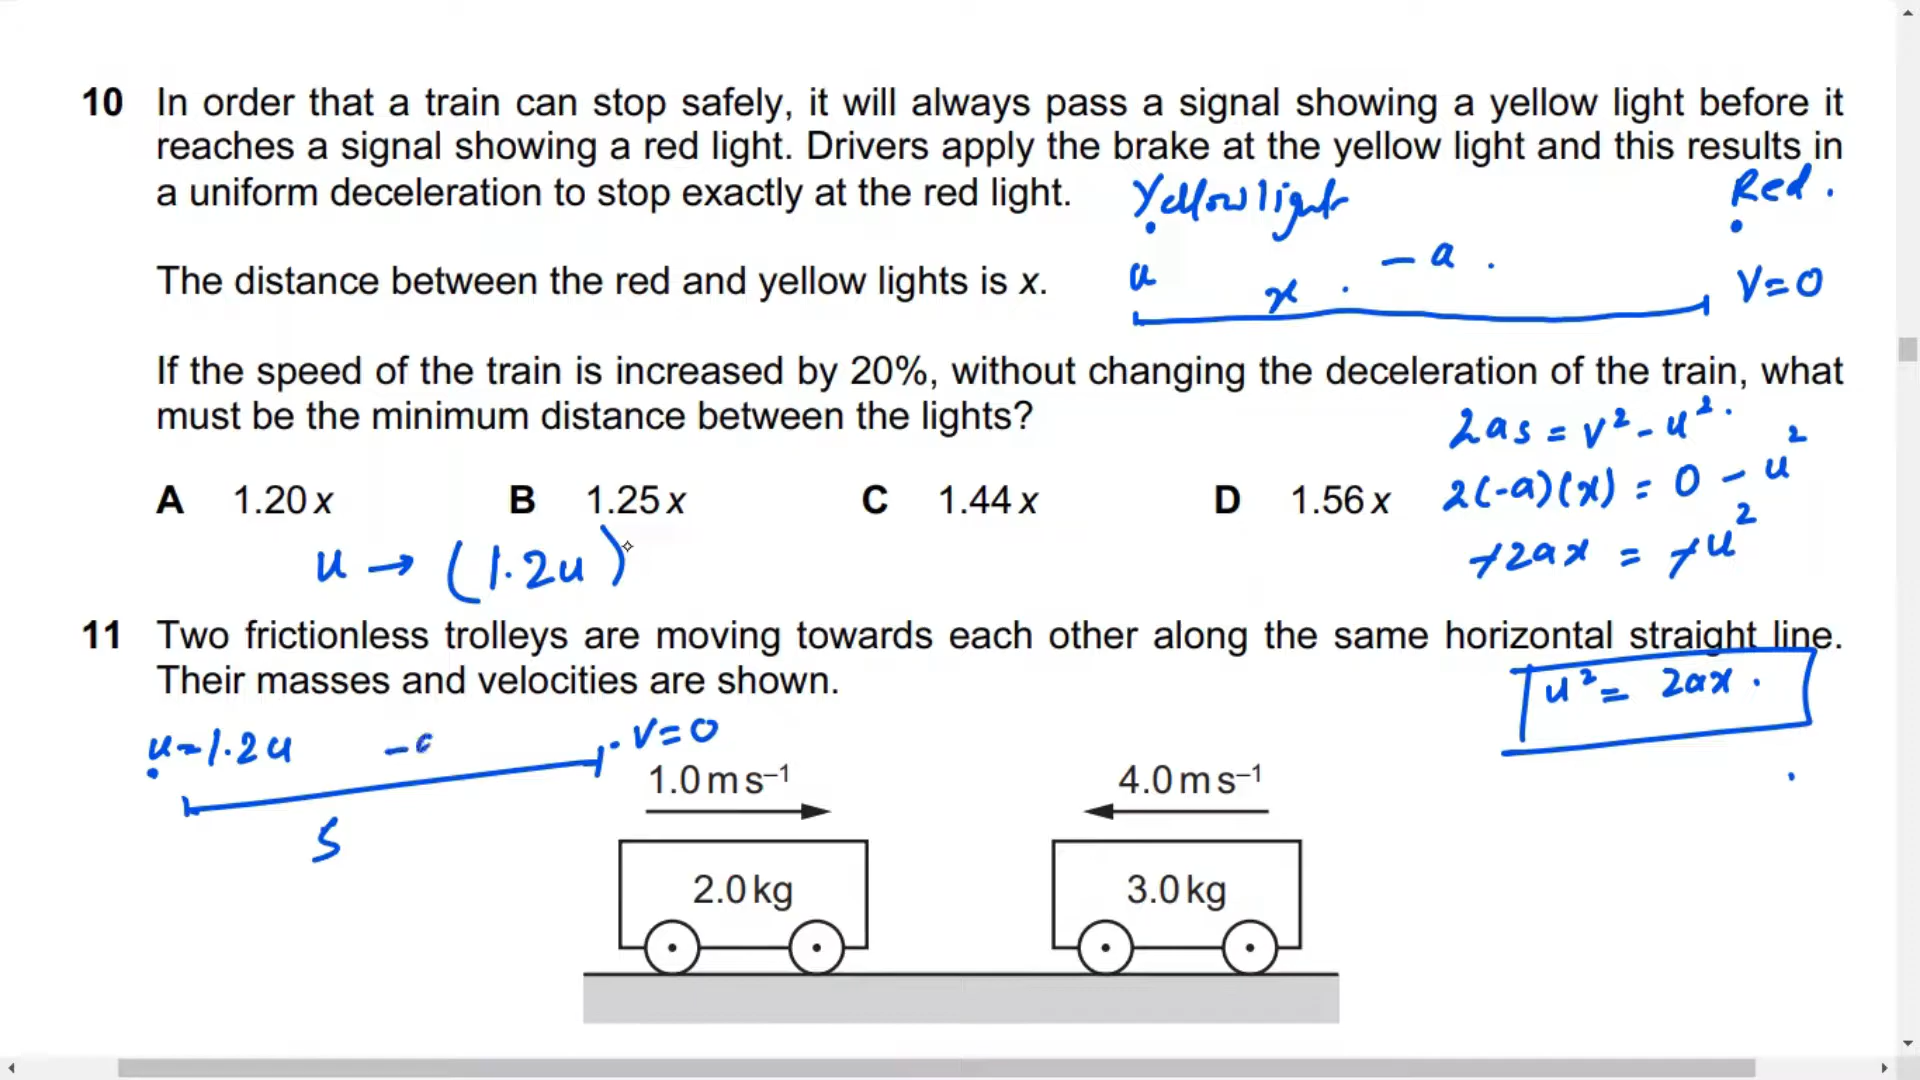 10 In order that a train can stop safely, it will always pass a signal showing a yellow light before it
reaches a signal showing a red light. Drivers apply the brake at the yellow light and this results in
a uniform deceleration to stop exactly at the red light.
Yellow light
Red.
The distance between the red and yellow lights is x.
u
x .
-a .
V=0
If the speed of the train is increased by 20%, without changing the deceleration of the train, what
must be the minimum distance between the lights?
2as = v² - u².
A 1.20x B 1.25x C 1.44x D 1.56x
2(-a)(x) = 0 - u²
u → (1.2u)
-2ax = -u²
11 Two frictionless trolleys are moving towards each other along the same horizontal straight line.
Their masses and velocities are shown.
u² = 2ax.
u=1.2u
V=0
S
1.0 m s⁻¹
4.0 m s⁻¹
2.0 kg
3.0 kg